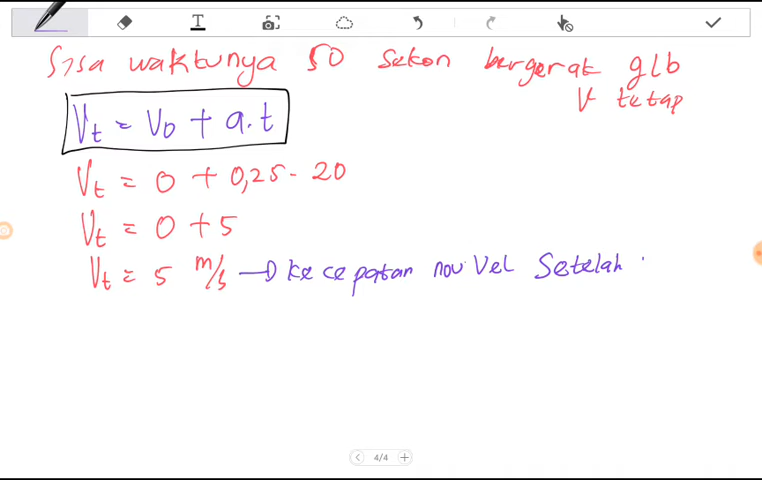 Sisa waktunya 50 sekon bergerak glb
V tetap
Vt = V0 + a.t
Vt = 0 + 0,25 - 20
Vt = 0 + 5
Vt = 5 m/s → kecepatan nouvel Setelah
4/4